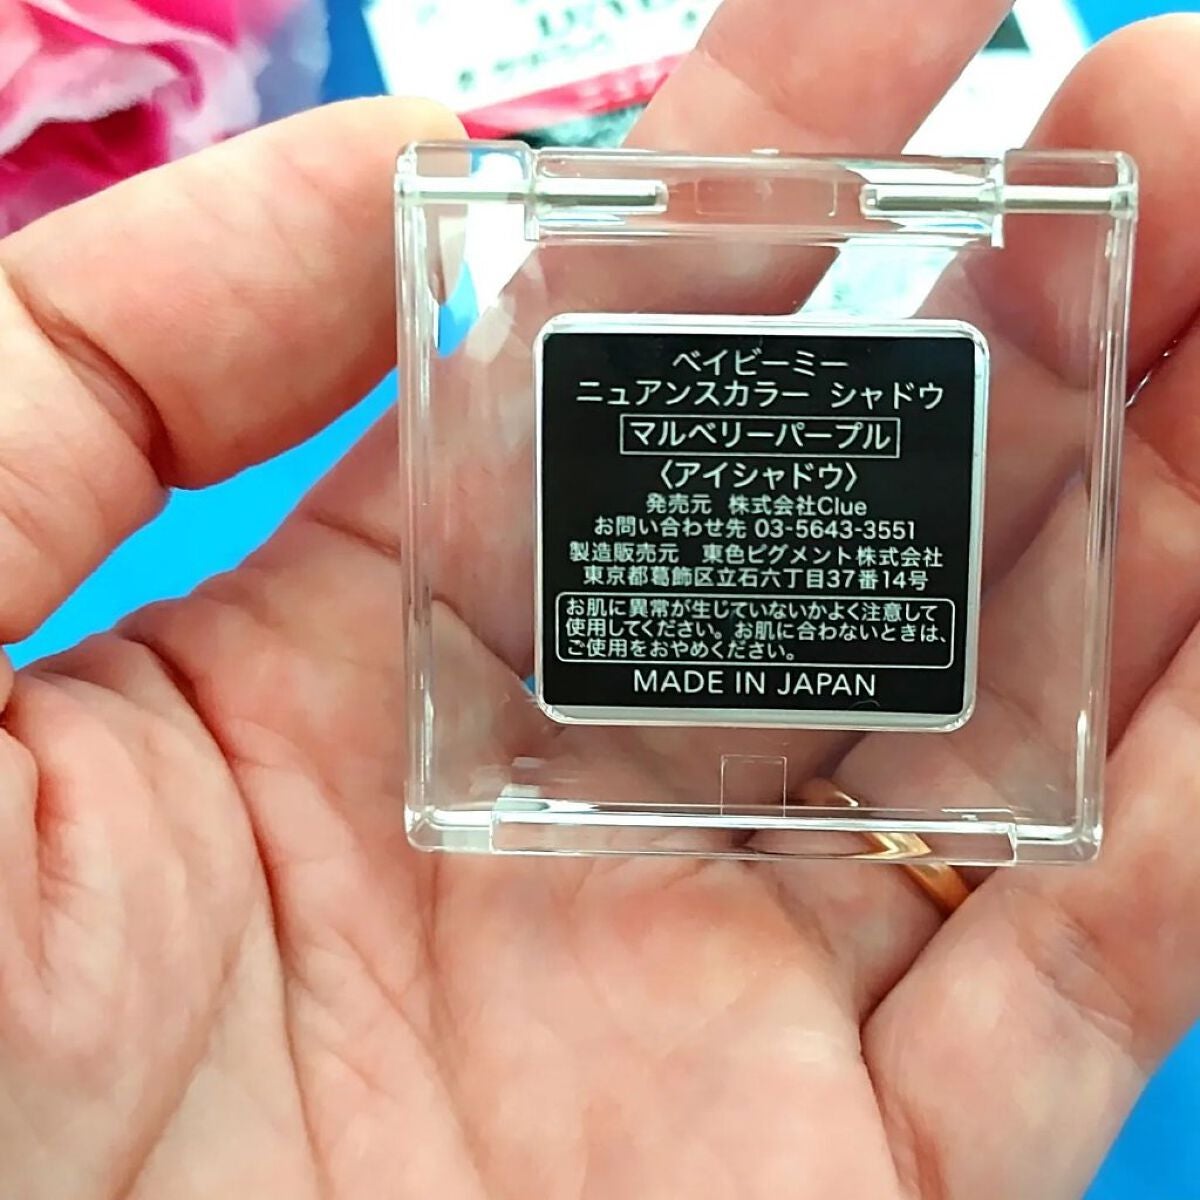 ベイビーミー
ニュアンスカラー シャドウ
マルベリーパープル
〈アイシャドウ〉
発売元 株式会社Clue
お問い合わせ先 03-5643-3551
製造販売元 東色ピグメント株式会社
東京都葛飾区立石六丁目37番14号
お肌に異常が生じていないかよく注意して
使用してください。お肌に合わないときは、
ご使用をおやめください。
MADE IN JAPAN